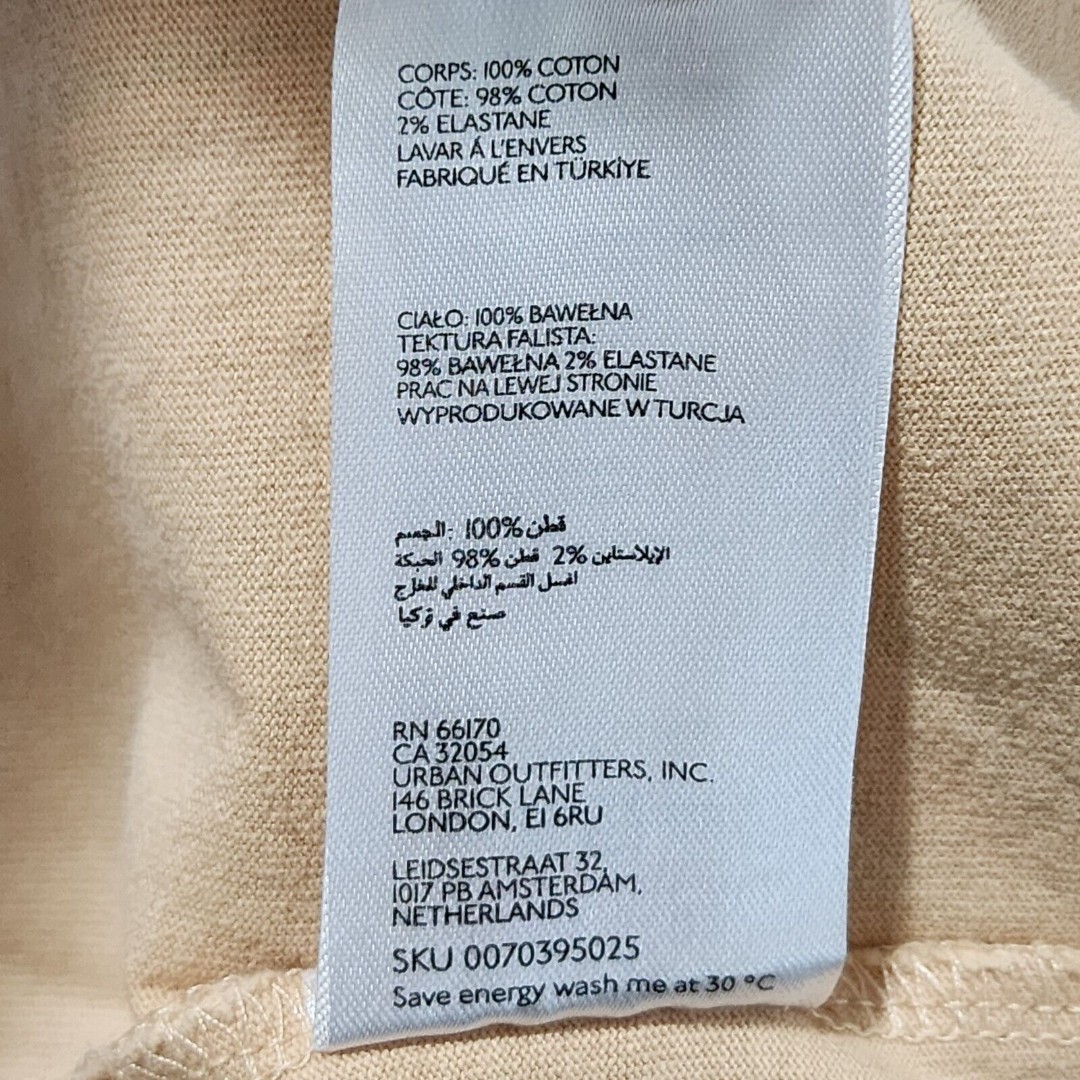 CORPS: 100% COTON
CÔTE: 98% COTON
2% ELASTANE
LAVAR Á L'ENVERS
FABRIQUÉ EN TÜRKİYE
CIAŁO: 100% BAWEŁNA
TEKTURA FALISTA:
98% BAWEŁNA 2% ELASTANE
PRAC NA LEWEJ STRONIE
WYPRODUKOWANE W TURCJA
الجسم: 100% قطن
الحبكة 98% قطن 2% الإيلاستاين
اغسل القسم الداخلي للخارج
صنع في تركيا
RN 66170
CA 32054
URBAN OUTFITTERS, INC.
146 BRICK LANE
LONDON, E1 6RU
LEIDSESTRAAT 32,
1017 PB AMSTERDAM,
NETHERLANDS
SKU 0070395025
Save energy wash me at 30 °C